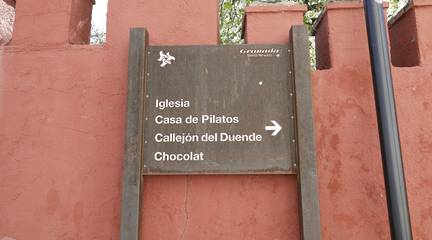 Granada
Iglesia
Casa de Pilatos
Callejón del Duende
Chocolat